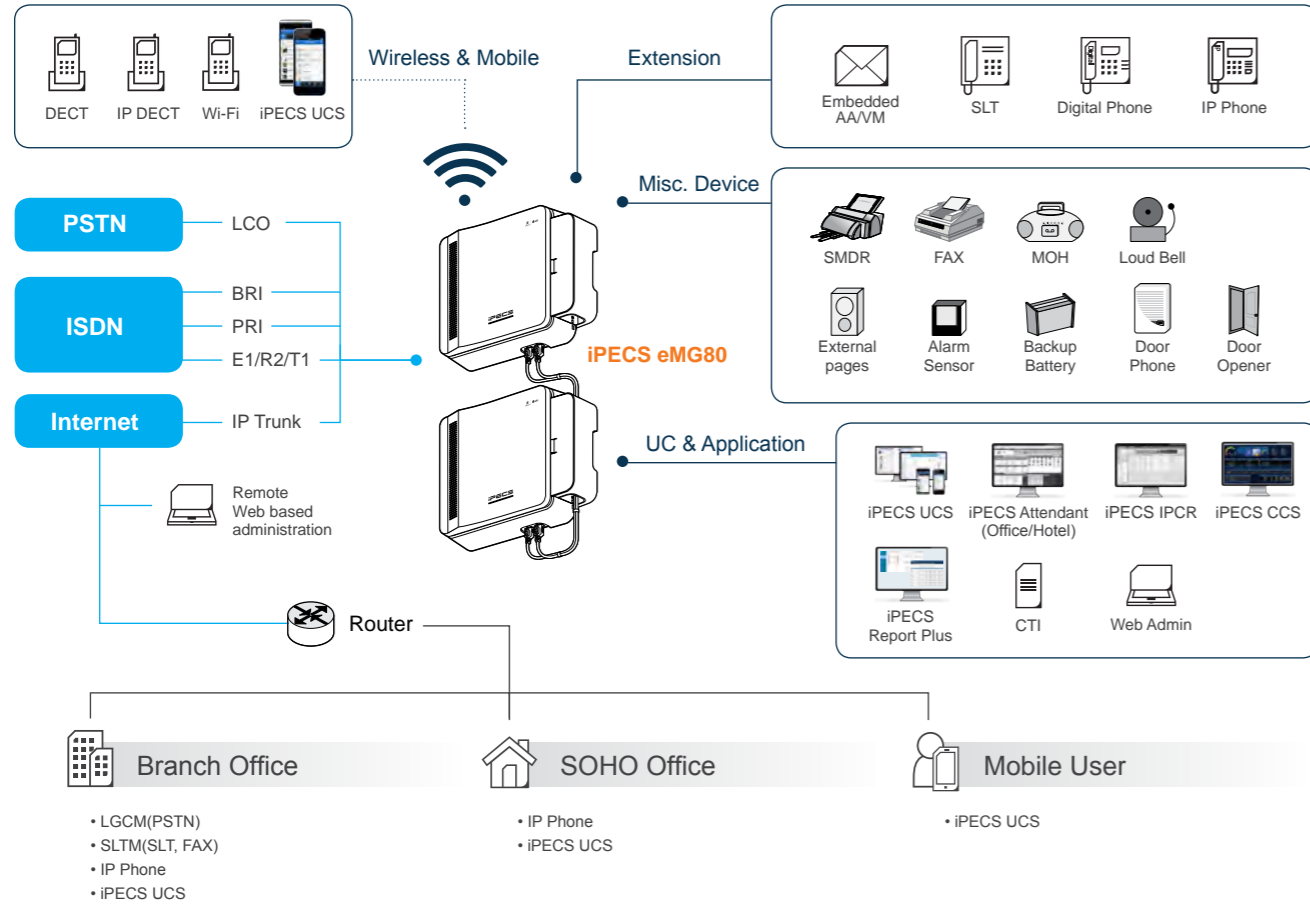 Wireless & Mobile
DECT
IP DECT
Wi-Fi
iPECS UCS
Extension
Embedded
AA/VM
SLT
Digital Phone
IP Phone
Misc. Device
SMDR
FAX
MOH
Loud Bell
External
pages
Alarm
Sensor
Backup
Battery
Door
Phone
Door
Opener
PSTN
LCO
ISDN
BRI
PRI
E1/R2/T1
Internet
IP Trunk
Remote
Web based
administration
iPECS
iPECS eMG80
iPECS
UC & Application
iPECS UCS
iPECS Attendant
(Office/Hotel)
iPECS IPCR
iPECS CCS
iPECS
Report Plus
CTI
Web Admin
Router
Branch Office
• LGCM(PSTN)
• SLTM(SLT, FAX)
• IP Phone
• iPECS UCS
SOHO Office
• IP Phone
• iPECS UCS
Mobile User
• iPECS UCS